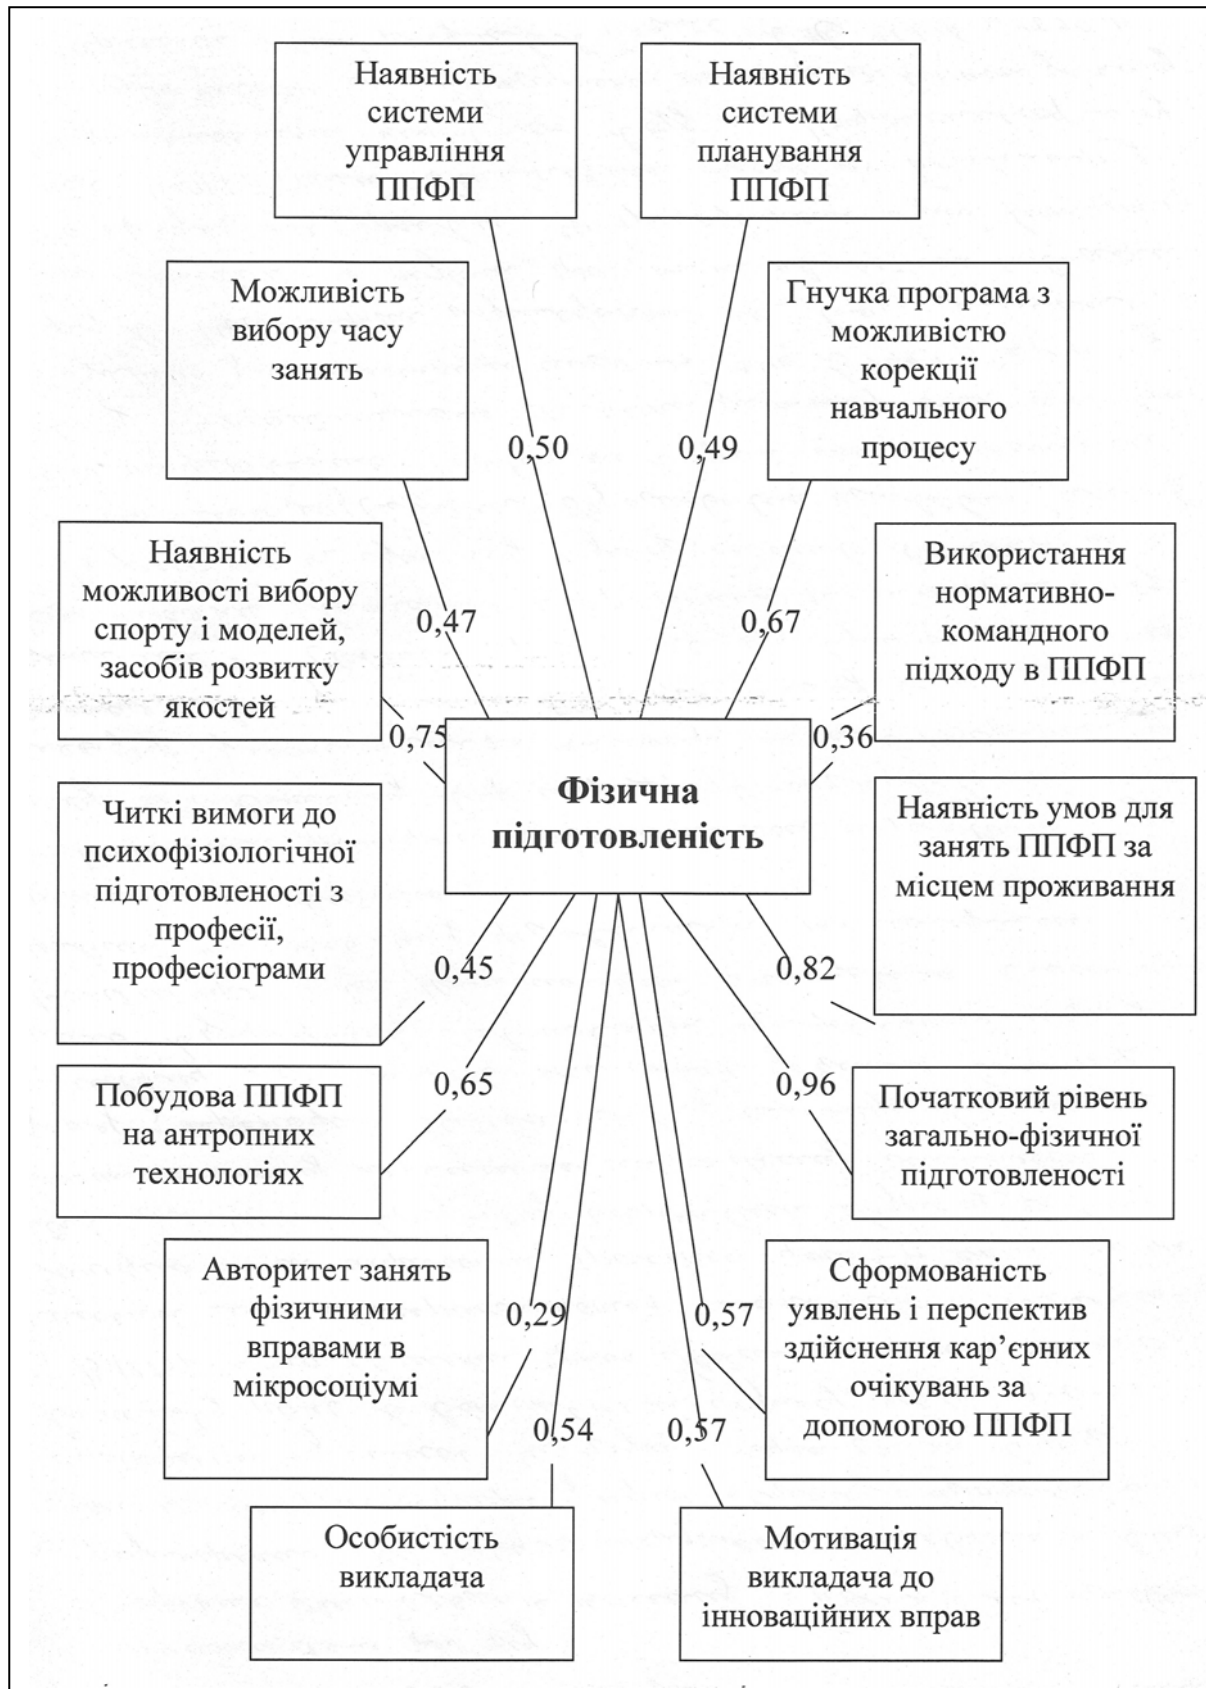 Наявність
системи
управління
ППФП
Наявність
системи
планування
ППФП
Можливість
вибору часу
занять
Гнучка програма з
можливістю
корекції
навчального
процесу
0,50
0,49
Наявність
можливості вибору
спорту і моделей,
засобів розвитку
якостей
Використання
нормативно-
командного
підходу в ППФП
0,47
0,67
0,75
0,36
Фізична
підготовленість
Читкі вимоги до
психофізіологічної
підготовленості з
професії,
професіограми
Наявність умов для
занять ППФП за
місцем проживання
0,45
0,82
Побудова ППФП
на антропних
технологіях
0,65
0,96
Початковий рівень
загально-фізичної
підготовленості
Авторитет занять
фізичними
вправами в
мікросоціумі
0,29
0,57
Сформованість
уявлень і перспектив
здійснення кар’єрних
очікувань за
допомогою ППФП
0,54
0,57
Особистість
викладача
Мотивація
викладача до
інноваційних вправ